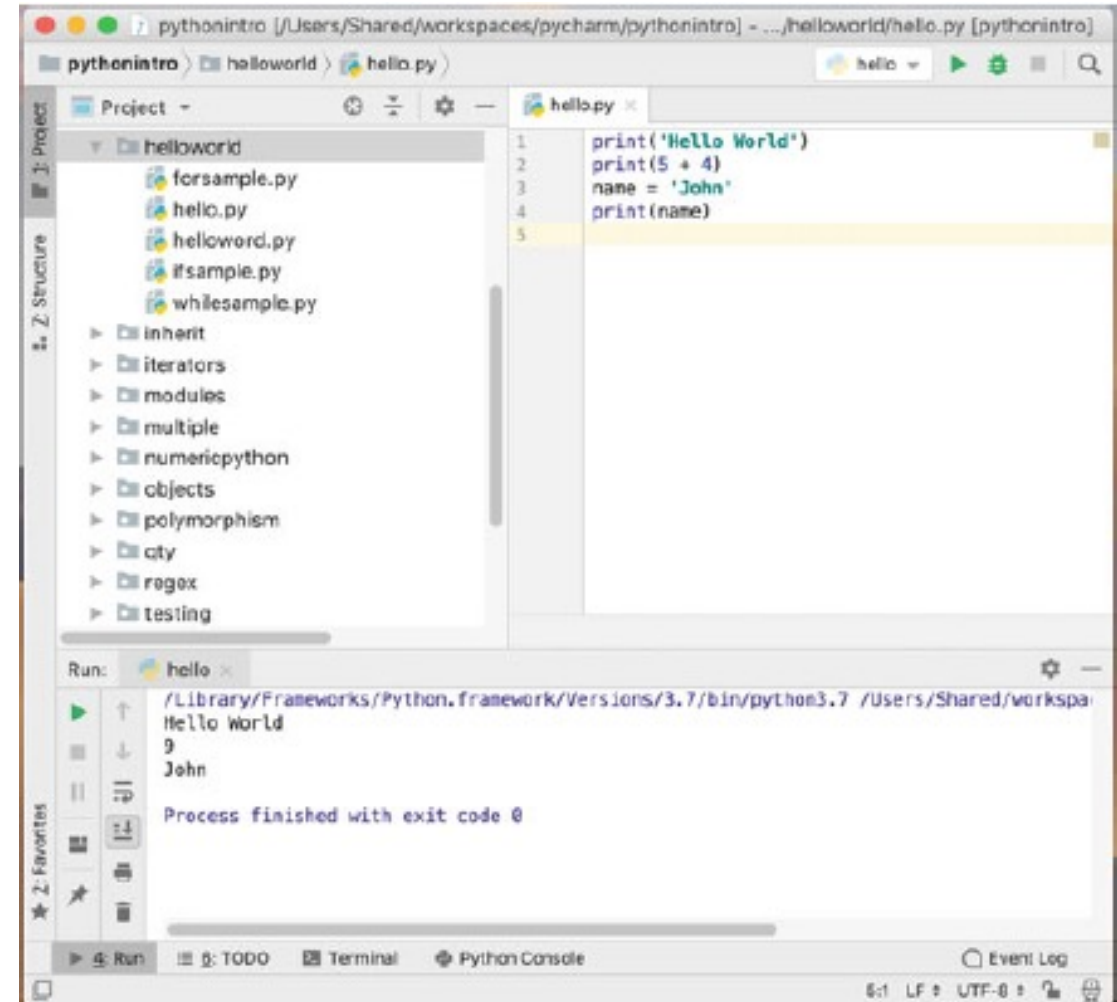 pythonintro [/Users/Shared/workspaces/pycharm/pythonintro] - .../helloworld/hello.py [pythonintro]
pythonintro helloworld hello.py
hello
Project
hello.py
1: Project
Z: Structure
2: Favorites
helloworld
forsample.py
hello.py
helloword.py
ifsample.py
whilesample.py
inherit
iterators
modules
multiple
numericpython
objects
polymorphism
qty
regex
testing
1 print('Hello World')
2 print(5 + 4)
3 name = 'John'
4 print(name)
5
Run: hello
/Library/Frameworks/Python.framework/Versions/3.7/bin/python3.7 /Users/Shared/workspa
Hello World
9
John
Process finished with exit code 0
4: Run 6: TODO Terminal Python Console Event Log
5:1 LF UTF-8